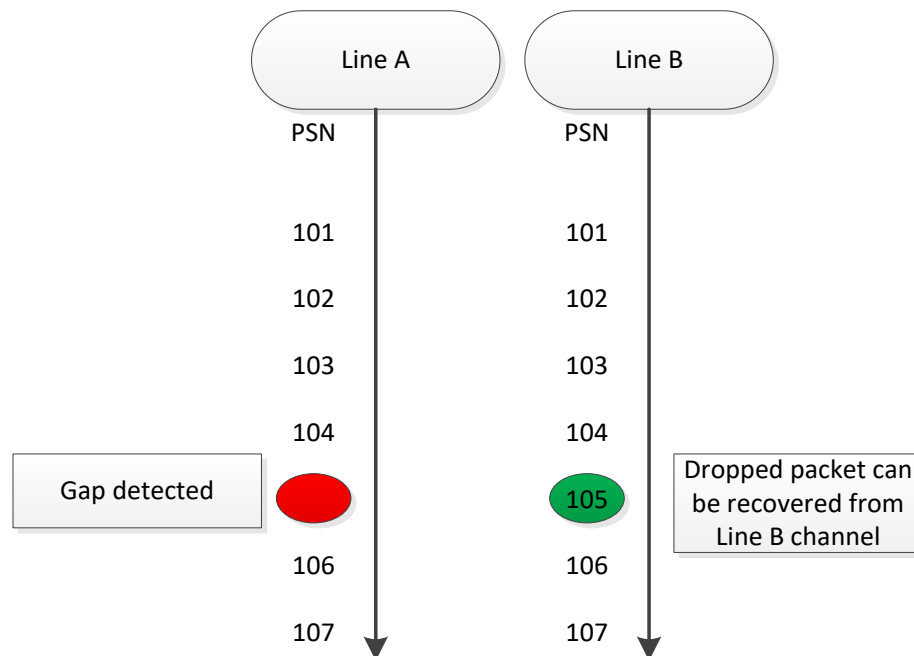 Line A
Line B
PSN
PSN
101
101
102
102
103
103
104
104
Gap detected
105
Dropped packet can
be recovered from
Line B channel
106
106
107
107